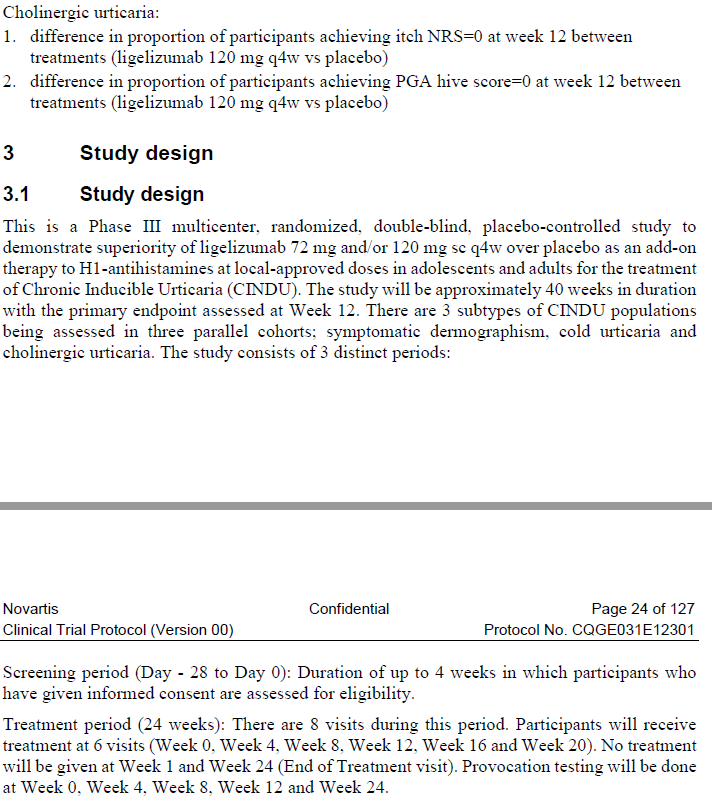 Cholinergic urticaria:
1. difference in proportion of participants achieving itch NRS=0 at week 12 between
treatments (ligelizumab 120 mg q4w vs placebo)
2. difference in proportion of participants achieving PGA hive score=0 at week 12 between
treatments (ligelizumab 120 mg q4w vs placebo)
3 Study design
3.1 Study design
This is a Phase III multicenter, randomized, double-blind, placebo-controlled study to
demonstrate superiority of ligelizumab 72 mg and/or 120 mg sc q4w over placebo as an add-on
therapy to H1-antihistamines at local-approved doses in adolescents and adults for the treatment
of Chronic Inducible Urticaria (CINDU). The study will be approximately 40 weeks in duration
with the primary endpoint assessed at Week 12. There are 3 subtypes of CINDU populations
being assessed in three parallel cohorts; symptomatic dermographism, cold urticaria and
cholinergic urticaria. The study consists of 3 distinct periods:
Novartis Confidential Page 24 of 127
Clinical Trial Protocol (Version 00) Protocol No. CQGE031E12301
Screening period (Day - 28 to Day 0): Duration of up to 4 weeks in which participants who
have given informed consent are assessed for eligibility.
Treatment period (24 weeks): There are 8 visits during this period. Participants will receive
treatment at 6 visits (Week 0, Week 4, Week 8, Week 12, Week 16 and Week 20). No treatment
will be given at Week 1 and Week 24 (End of Treatment visit). Provocation testing will be done
at Week 0, Week 4, Week 8, Week 12 and Week 24.